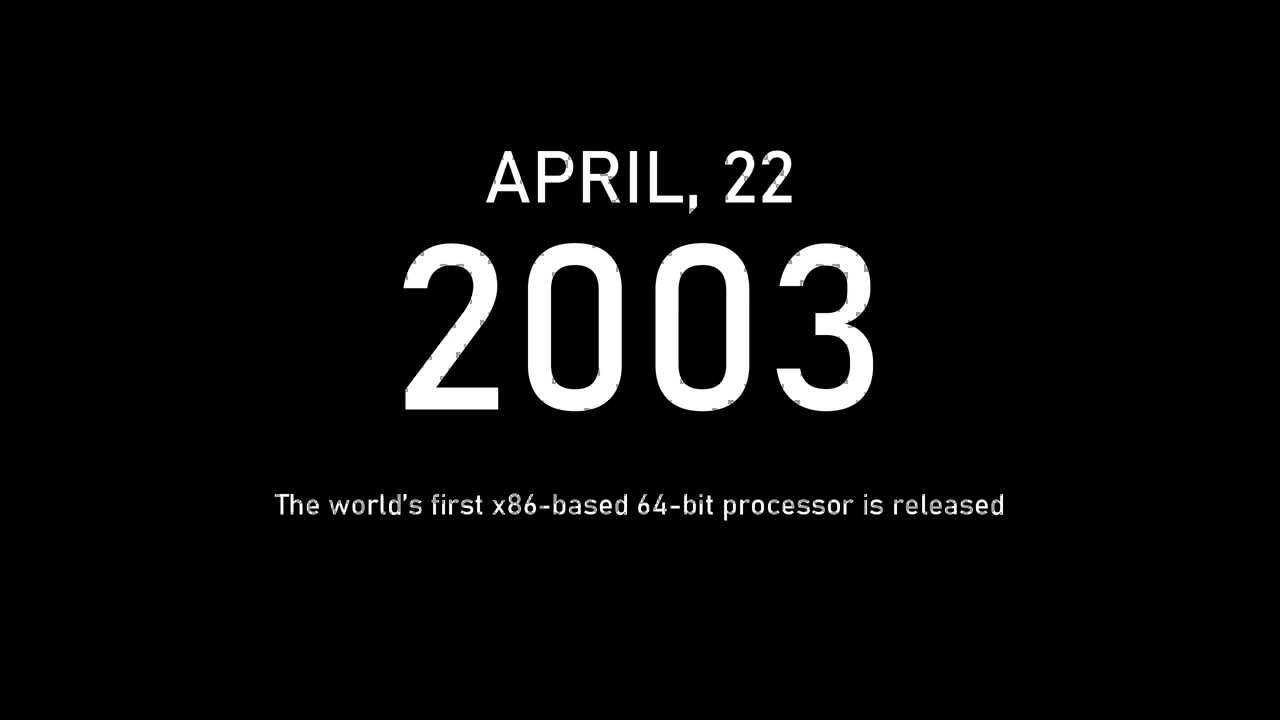 APRIL, 22
2003
The world's first x86-based 64-bit processor is released